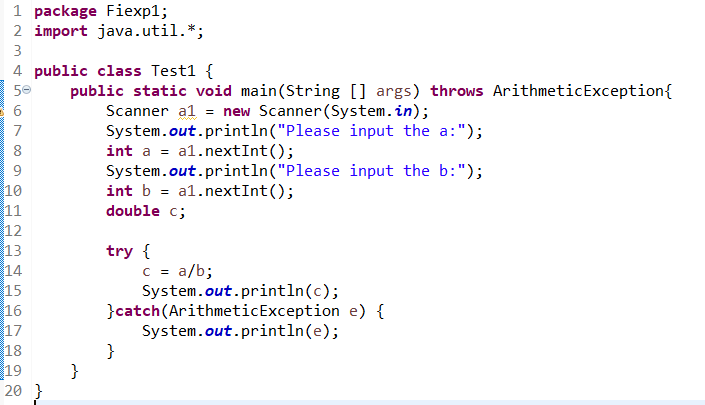 1 package Fiexp1;
2 import java.util.*;
3
4 public class Test1 {
5     public static void main(String [] args) throws ArithmeticException{
6         Scanner a1 = new Scanner(System.in);
7         System.out.println("Please input the a:");
8         int a = a1.nextInt();
9         System.out.println("Please input the b:");
10         int b = a1.nextInt();
11         double c;
12
13         try {
14             c = a/b;
15             System.out.println(c);
16         }catch(ArithmeticException e) {
17             System.out.println(e);
18         }
19     }
20 }